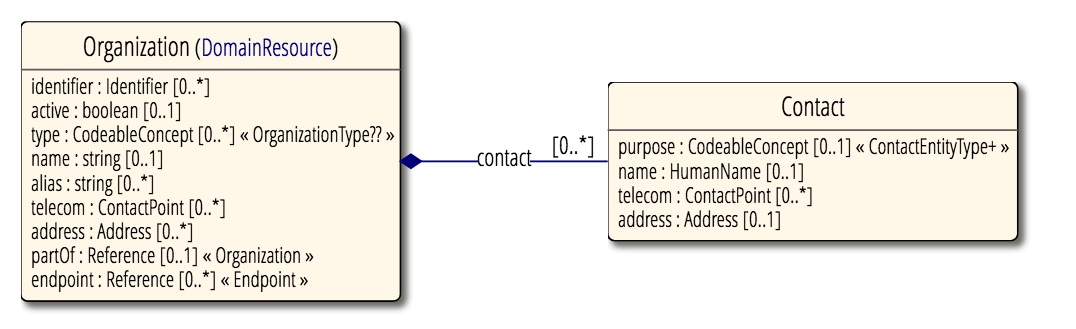 Organization (DomainResource)
identifier : Identifier [0..*]
active : boolean [0..1]
type : CodeableConcept [0..*] « OrganizationType?? »
name : string [0..1]
alias : string [0..*]
telecom : ContactPoint [0..*]
address : Address [0..*]
partOf : Reference [0..1] « Organization »
endpoint : Reference [0..*] « Endpoint »
contact
[0..*]
Contact
purpose : CodeableConcept [0..1] « ContactEntityType+ »
name : HumanName [0..1]
telecom : ContactPoint [0..*]
address : Address [0..1]